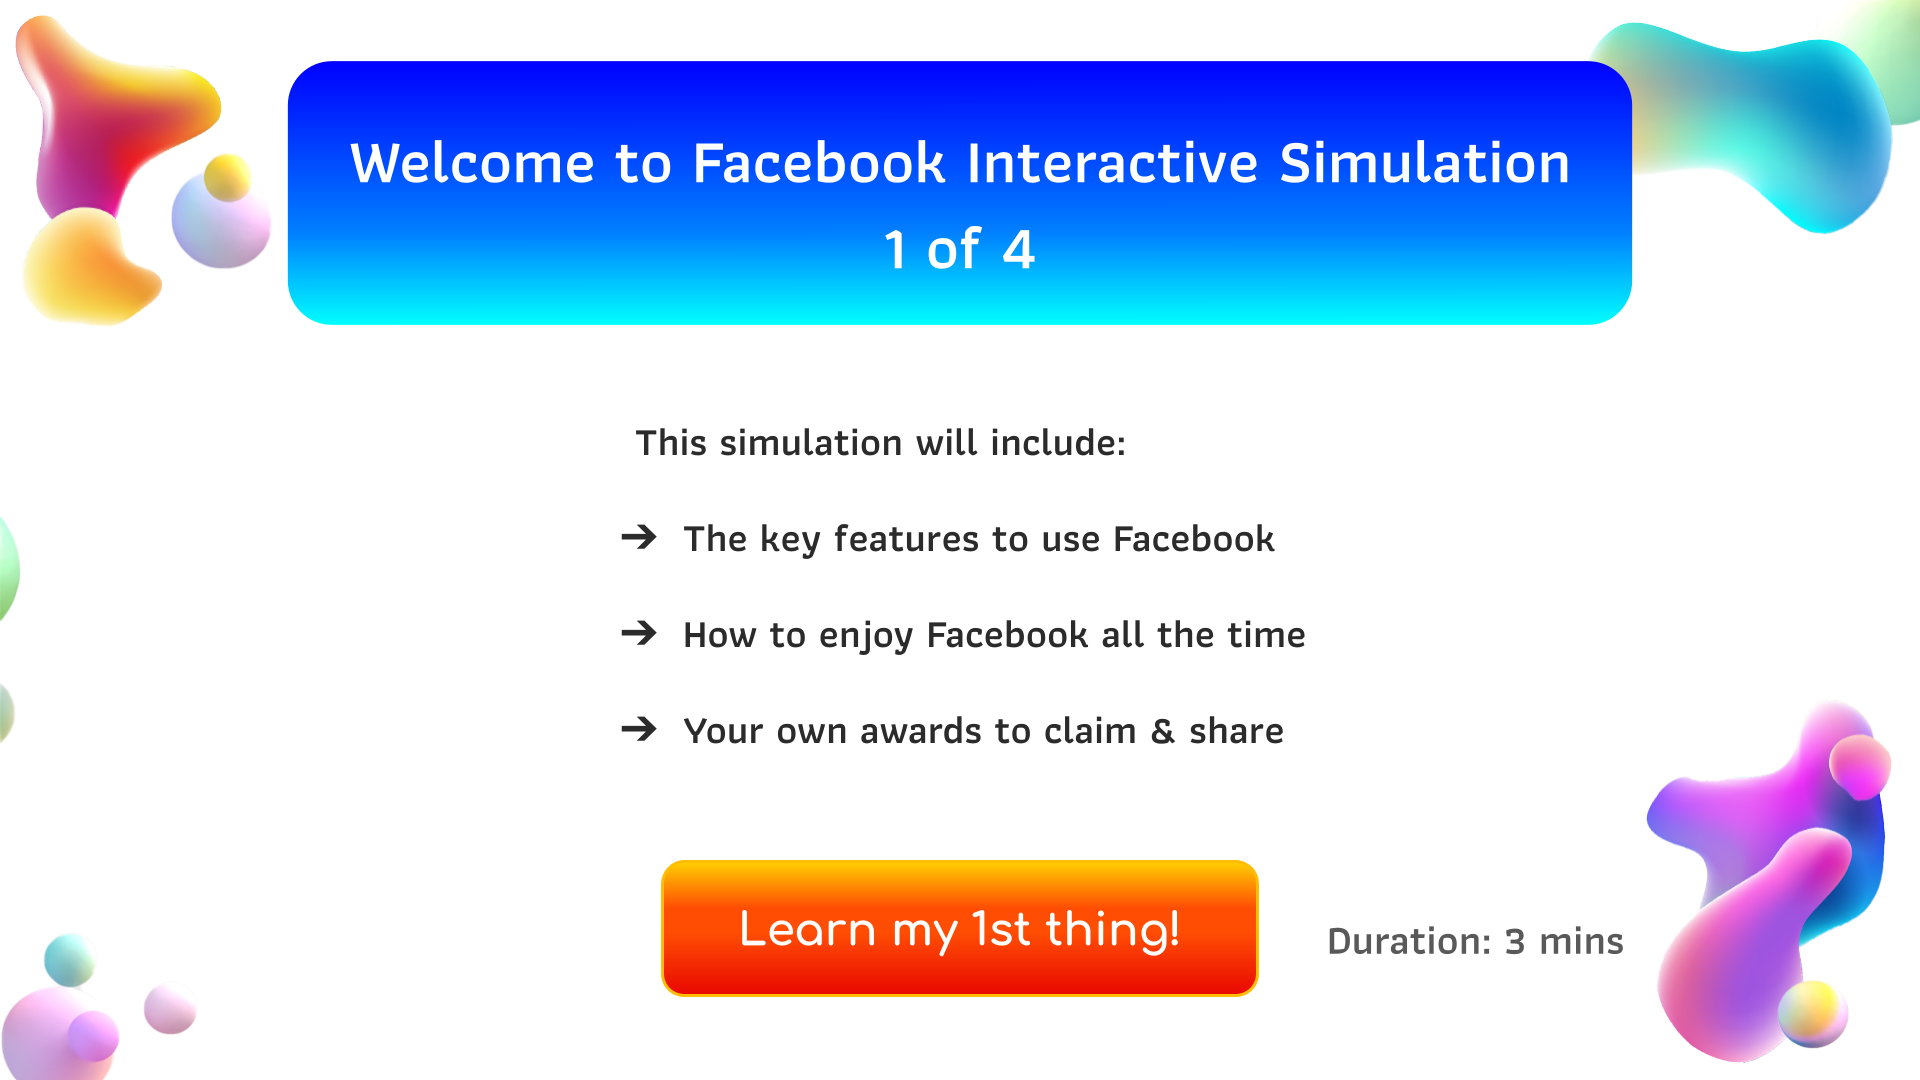 Welcome to Facebook Interactive Simulation
1 of 4
This simulation will include:
➔ The key features to use Facebook
➔ How to enjoy Facebook all the time
➔ Your own awards to claim & share
Learn my 1st thing!
Duration: 3 mins